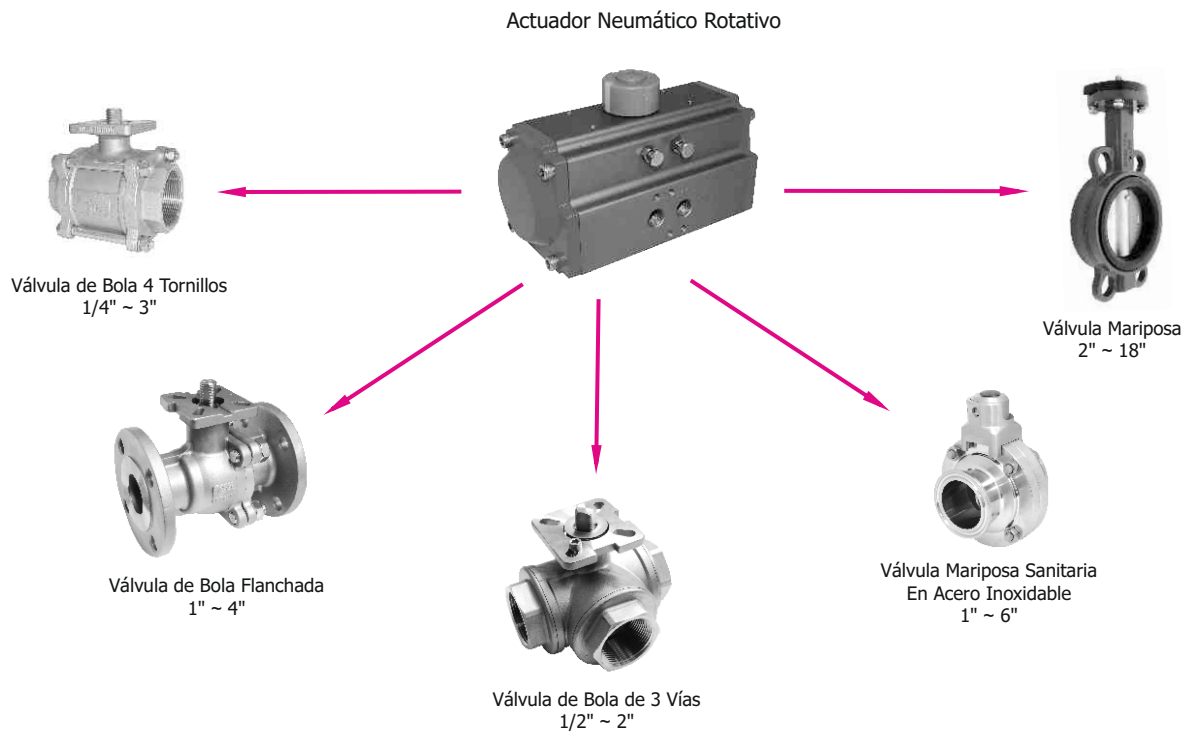 Actuador Neumático Rotativo
Válvula de Bola 4 Tornillos
1/4" ~ 3"
Válvula Mariposa
2" ~ 18"
Válvula de Bola Flanchada
1" ~ 4"
Válvula Mariposa Sanitaria
En Acero Inoxidable
1" ~ 6"
Válvula de Bola de 3 Vías
1/2" ~ 2"